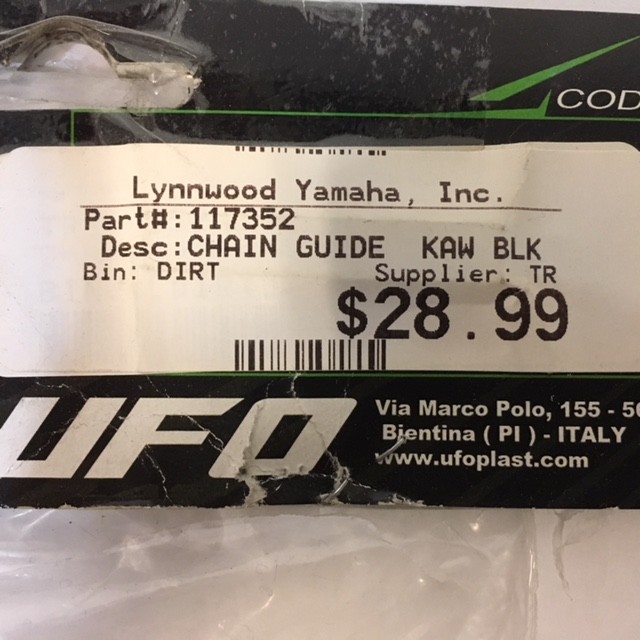 COD
Lynnwood Yamaha, Inc.
Part#: 117352
Desc: CHAIN GUIDE KAW BLK
Bin: DIRT Supplier: TR
$28.99
UFO
Via Marco Polo, 155 - 50
Bientina ( PI ) - ITALY
www.ufoplast.com